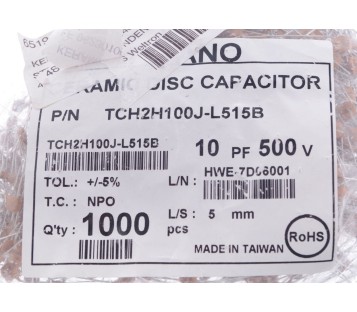 ANO
CERAMIC DISC CAPACITOR
P/N TCH2H100J-L515B
TCH2H100J-L515B
10 PF 500 V
TOL.: +/-5%
L/N: HWE-7D06001
T.C.: NPO
L/S: 5 mm
Q'ty: 1000 pcs
MADE IN TAIWAN
RoHS